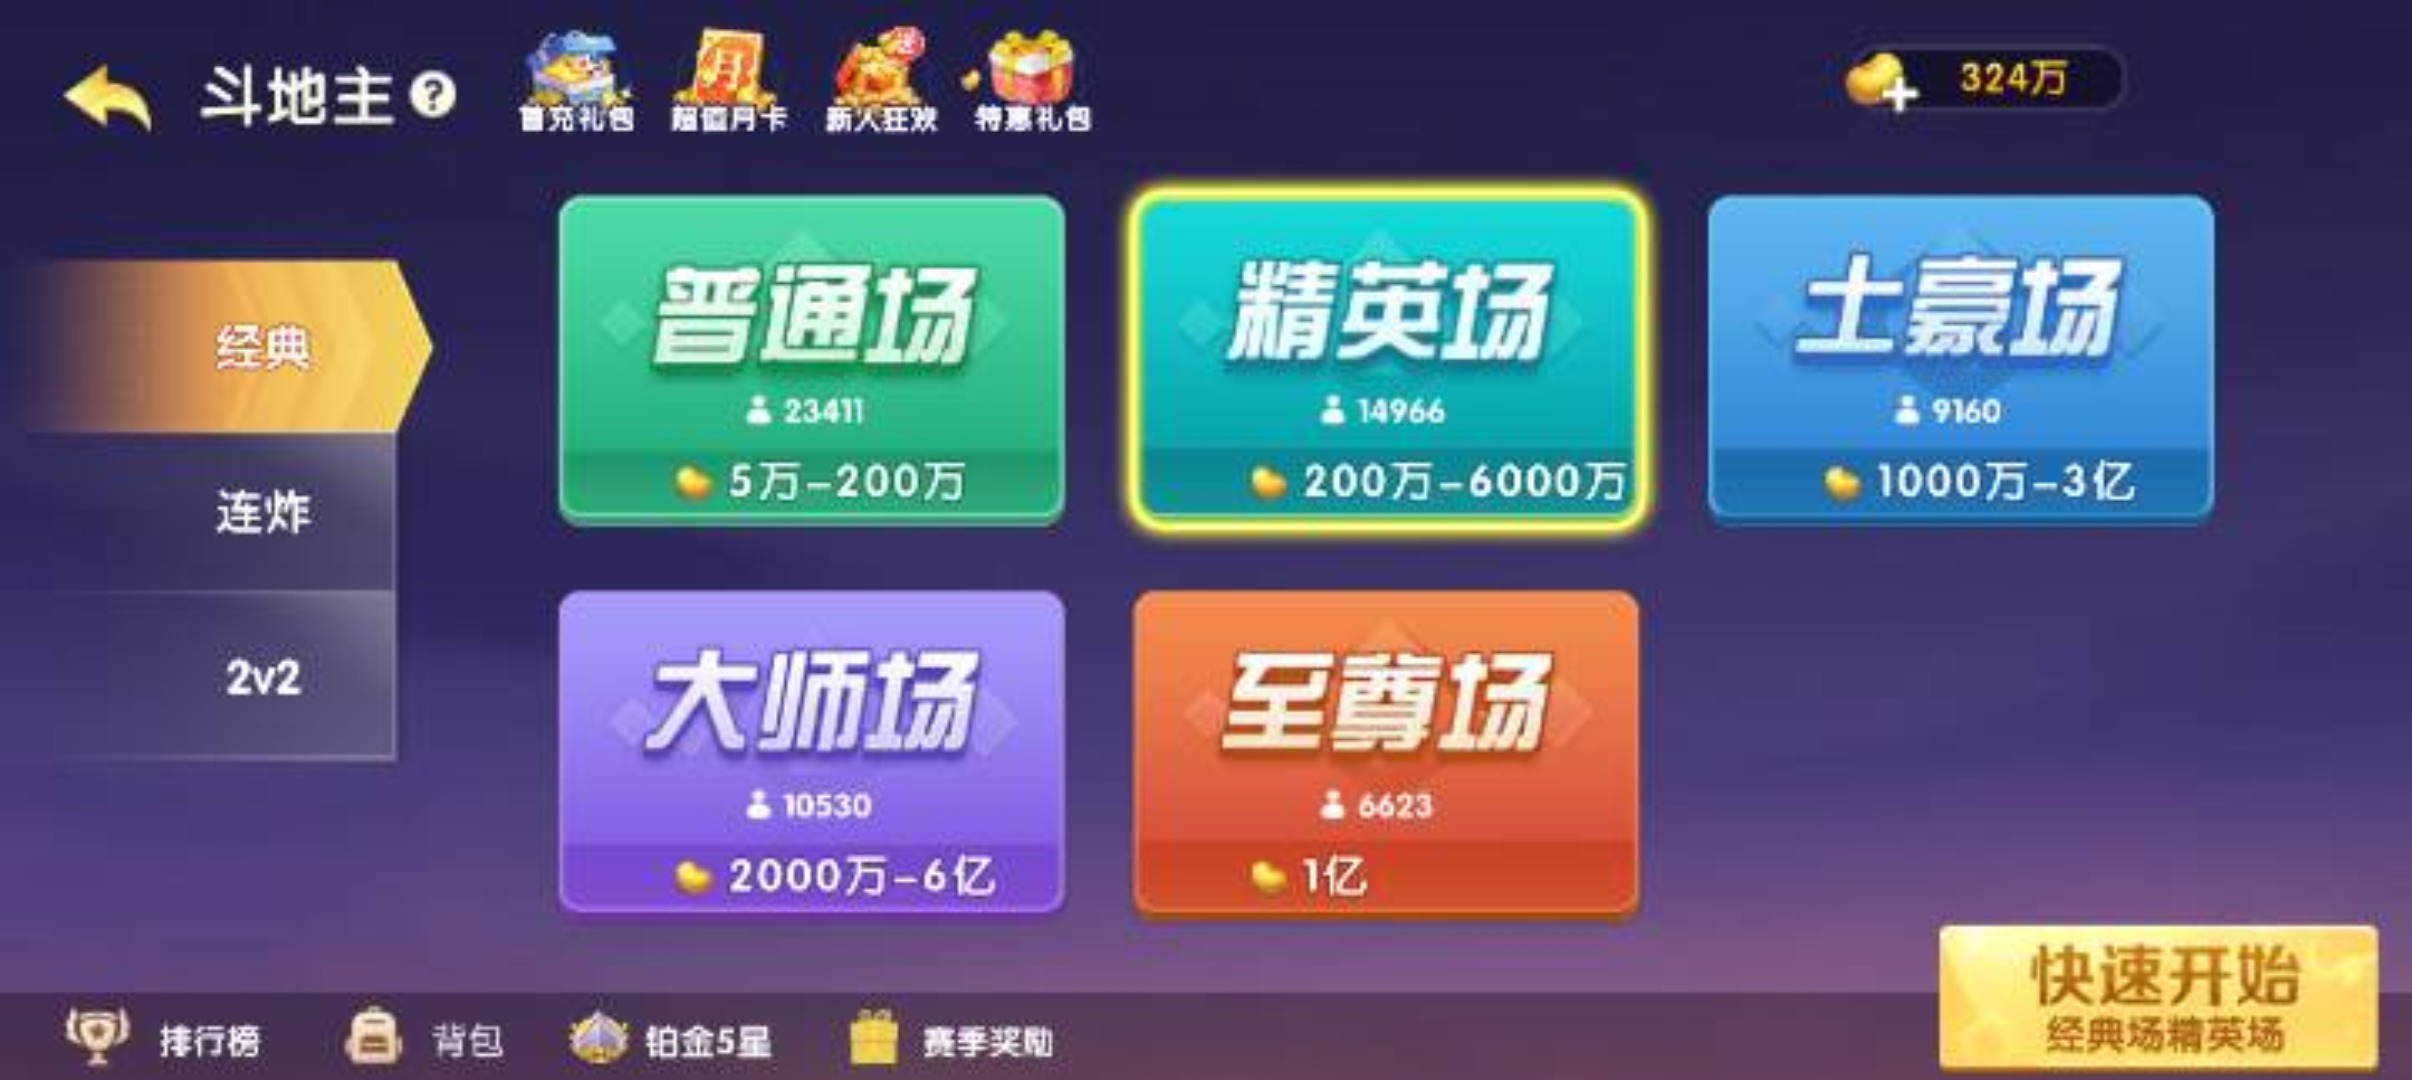 斗地主 ?
首充礼包 超值月卡 新人狂欢 特惠礼包
324万
经典
连炸
2v2
普通场
23411
5万-200万
精英场
14966
200万-6000万
土豪场
9160
1000万-3亿
大师场
10530
2000万-6亿
至尊场
6623
1亿
快速开始
经典场精英场
排行榜 背包 铂金5星 赛季奖励